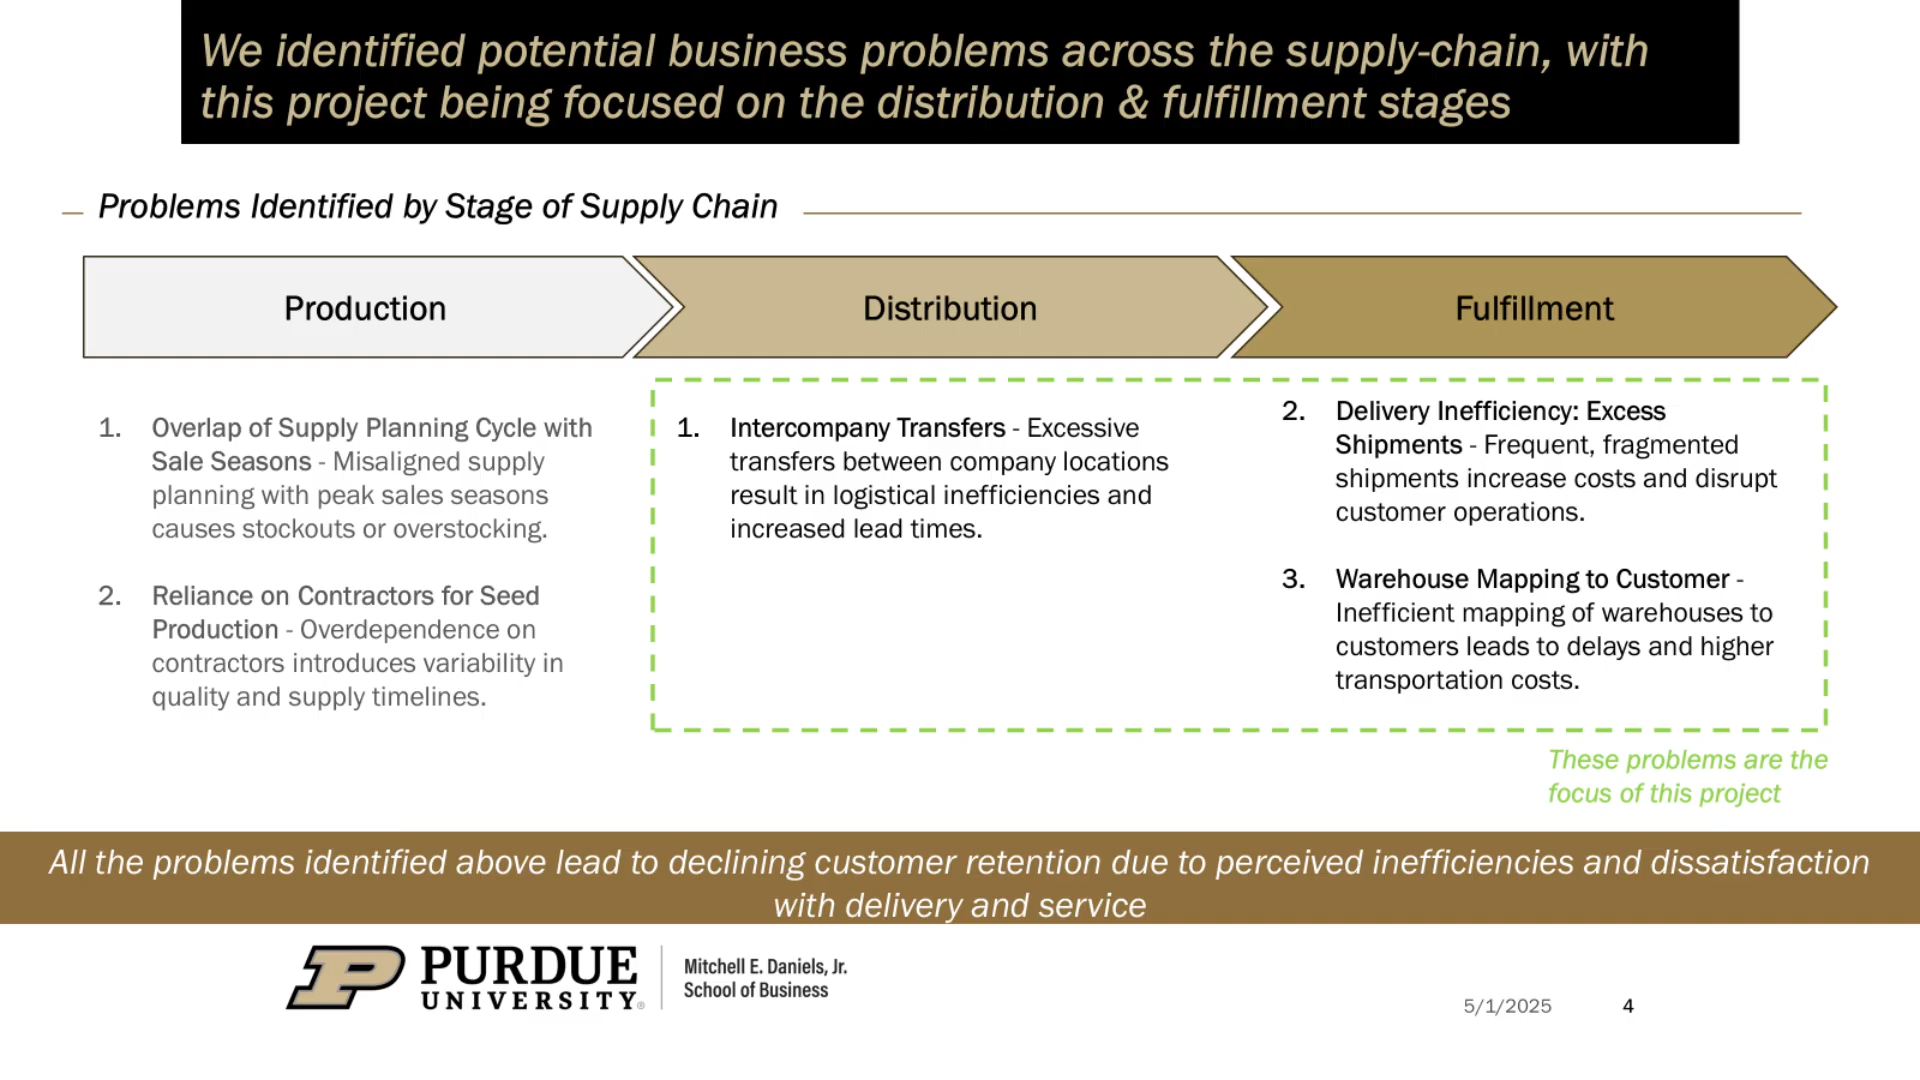 We identified potential business problems across the supply-chain, with
this project being focused on the distribution & fulfillment stages
Problems Identified by Stage of Supply Chain
Production
Distribution
Fulfillment
1. Overlap of Supply Planning Cycle with
Sale Seasons - Misaligned supply
planning with peak sales seasons
causes stockouts or overstocking.
2. Reliance on Contractors for Seed
Production - Overdependence on
contractors introduces variability in
quality and supply timelines.
1. Intercompany Transfers - Excessive
transfers between company locations
result in logistical inefficiencies and
increased lead times.
2. Delivery Inefficiency: Excess
Shipments - Frequent, fragmented
shipments increase costs and disrupt
customer operations.
3. Warehouse Mapping to Customer -
Inefficient mapping of warehouses to
customers leads to delays and higher
transportation costs.
These problems are the
focus of this project
All the problems identified above lead to declining customer retention due to perceived inefficiencies and dissatisfaction
with delivery and service
P PURDUE
UNIVERSITY®
Mitchell E. Daniels, Jr.
School of Business
5/1/2025
4